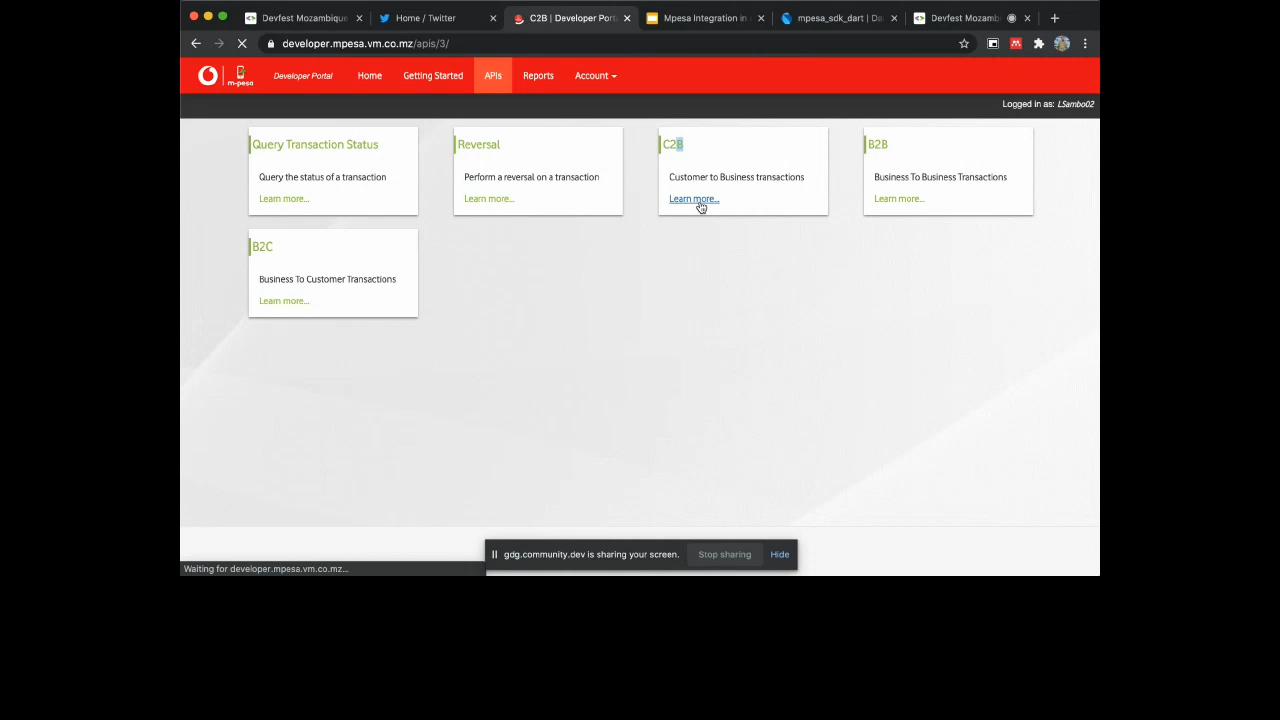 Devfest Mozambique
Home / Twitter
C2B | Developer Port
Mpesa Integration in
mpesa_sdk_dart | Da
Devfest Mozamb
developer.mpesa.vm.co.mz/apis/3/
m-pesa
Developer Portal
Home
Getting Started
APIs
Reports
Account
Logged in as: LSambo02
Query Transaction Status
Query the status of a transaction
Learn more...
Reversal
Perform a reversal on a transaction
Learn more...
C2B
Customer to Business transactions
Learn more...
B2B
Business To Business Transactions
Learn more...
B2C
Business To Customer Transactions
Learn more...
gdg.community.dev is sharing your screen.
Stop sharing
Hide
Waiting for developer.mpesa.vm.co.mz...